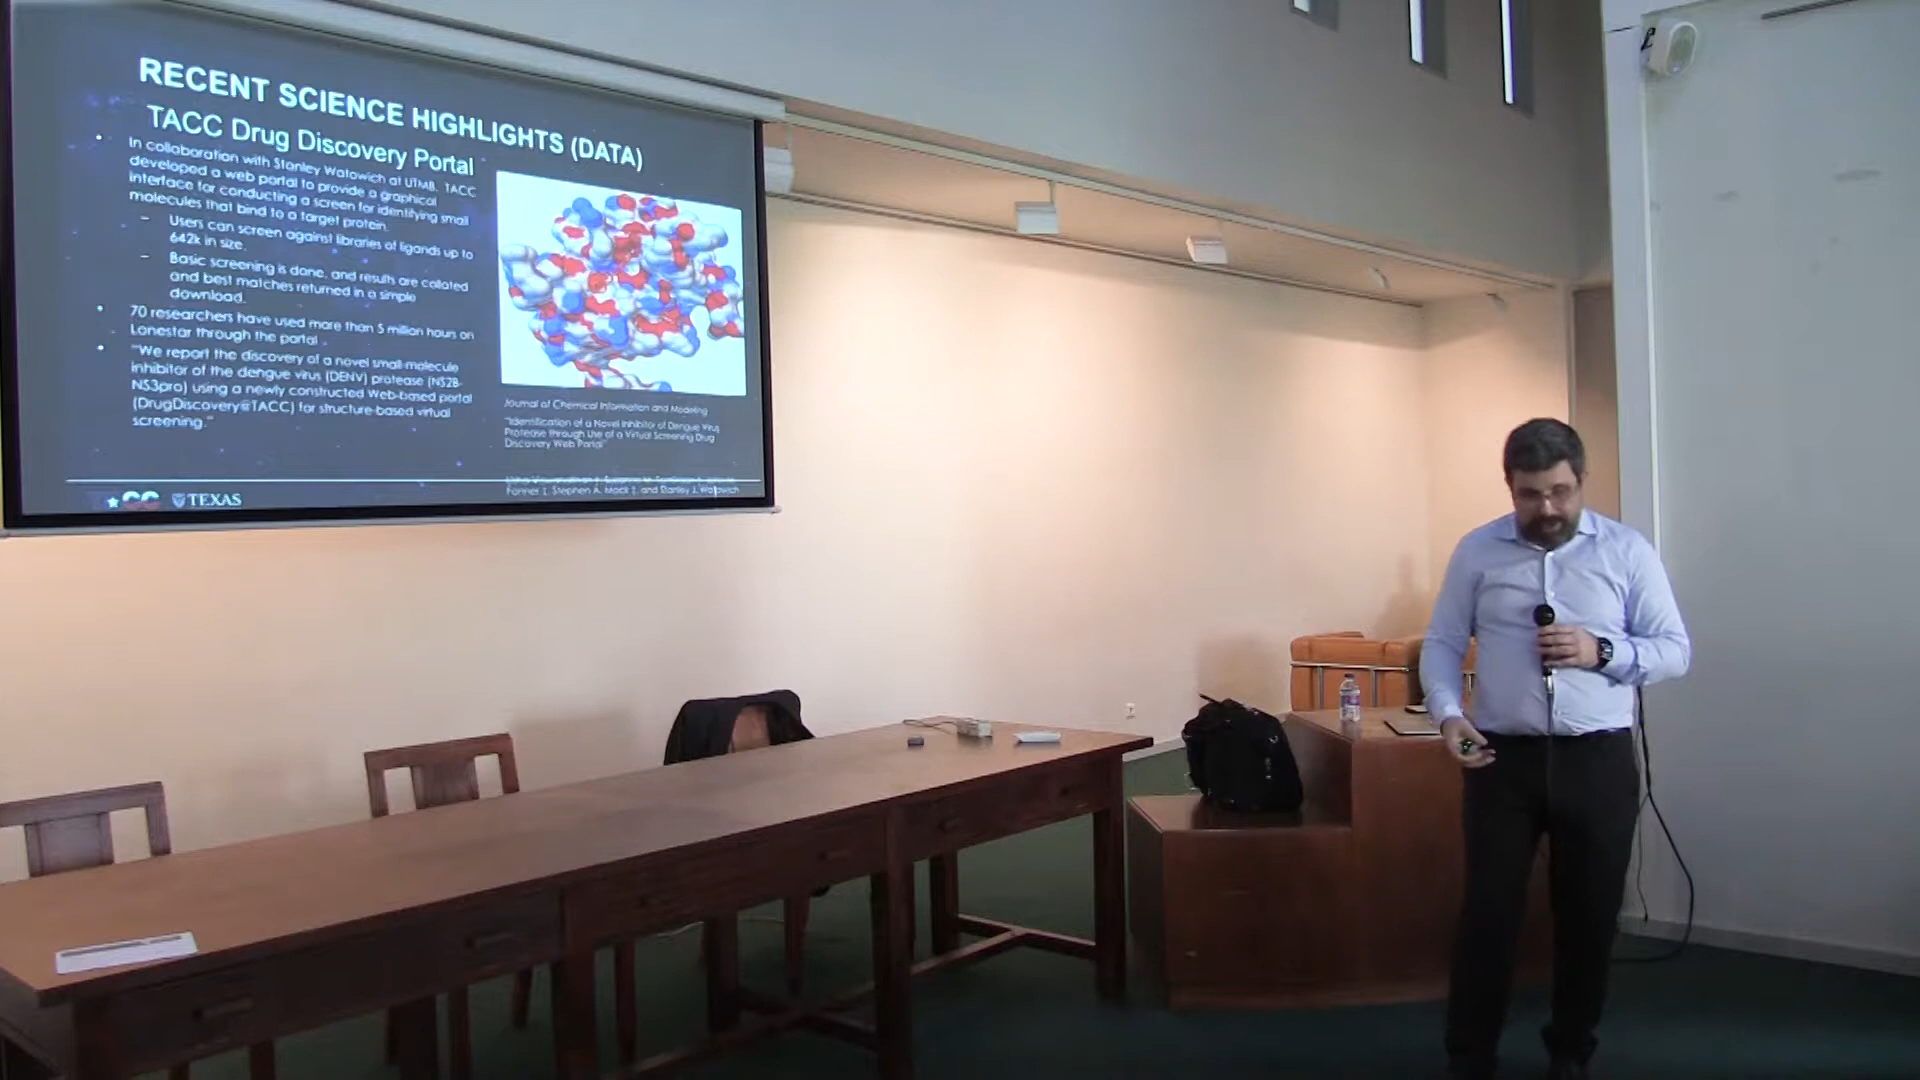 RECENT SCIENCE HIGHLIGHTS (DATA)
TACC Drug Discovery Portal
• In collaboration with Stanley Watowich at UTMB, TACC
developed a web portal to provide a graphical
interface for conducting a screen for identifying small
molecules that bind to a target protein.
– Users can screen against libraries of ligands up to
642k in size.
– Basic screening is done, and results are collated
and best matches returned in a simple
download.
• 70 researchers have used more than 5 million hours on
Lonestar through the portal
• "We report the discovery of a novel small-molecule
inhibitor of the dengue virus (DENV) protease (NS2B-
NS3pro) using a newly constructed Web-based portal
(DrugDiscovery@TACC) for structure-based virtual
screening."
Journal of Chemical Information and Modeling
"Identification of a Novel Inhibitor of Dengue Virus
Protease through Use of a Virtual Screening Drug
Discovery Web Portal"
Stephen A. Mock ‡, and Stanley J. Watowich
TEXAS